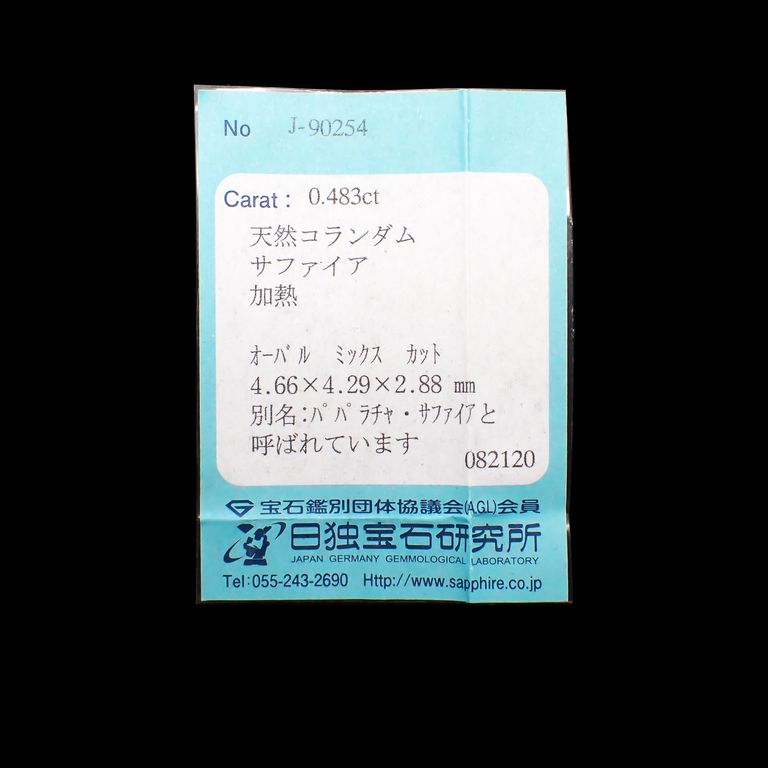 No J-90254
Carat : 0.483ct
天然コランダム
サファイア
加熱
ｵｰﾊﾞﾙ ﾐｯｸｽ ｶｯﾄ
4.66×4.29×2.88 mm
別名:ﾊﾟﾊﾟﾗﾁｬ・ｻﾌｧｲｱと
呼ばれています
082120
宝石鑑別団体協議会(AGL)会員
日独宝石研究所
JAPAN GERMANY GEMMOLOGICAL LABORATORY
Tel:055-243-2690 Http://www.sapphire.co.jp